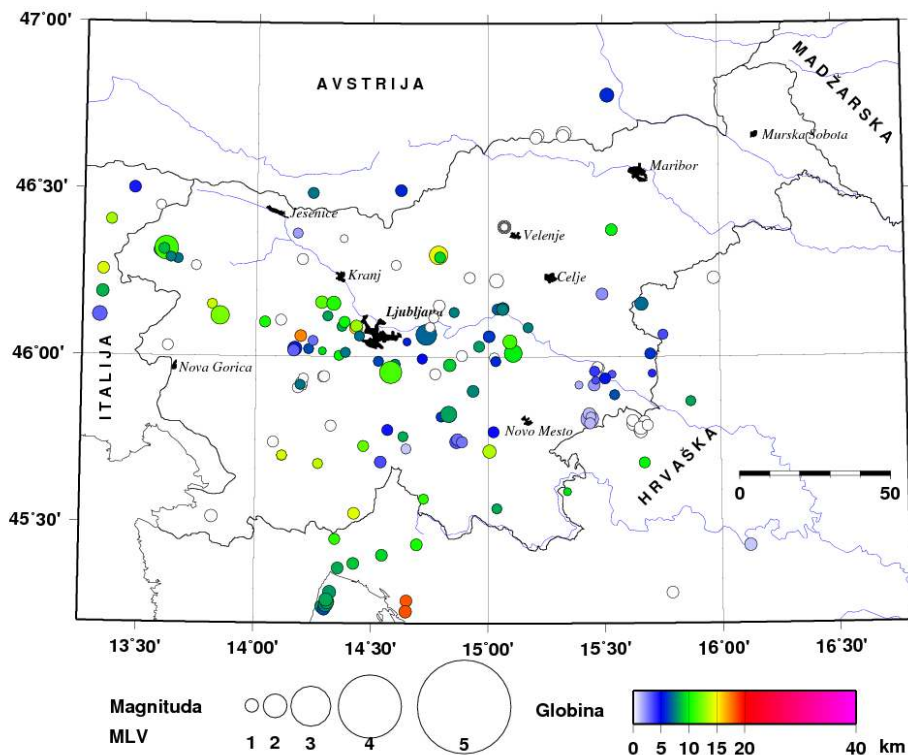 47˚00'
AVSTRIJA
MADŽARSKA
Murska Sobota
Maribor
46˚30'
Jesenice
Velenje
Kranj
Celje
Ljubljana
46˚00'
Nova Gorica
ITALIJA
Novo Mesto
HRVAŠKA
0 50
45˚30'
13˚30' 14˚00' 14˚30' 15˚00' 15˚30' 16˚00' 16˚30'
Magnituda
MLV
1 2 3 4 5
Globina
0 5 10 15 20 40 km